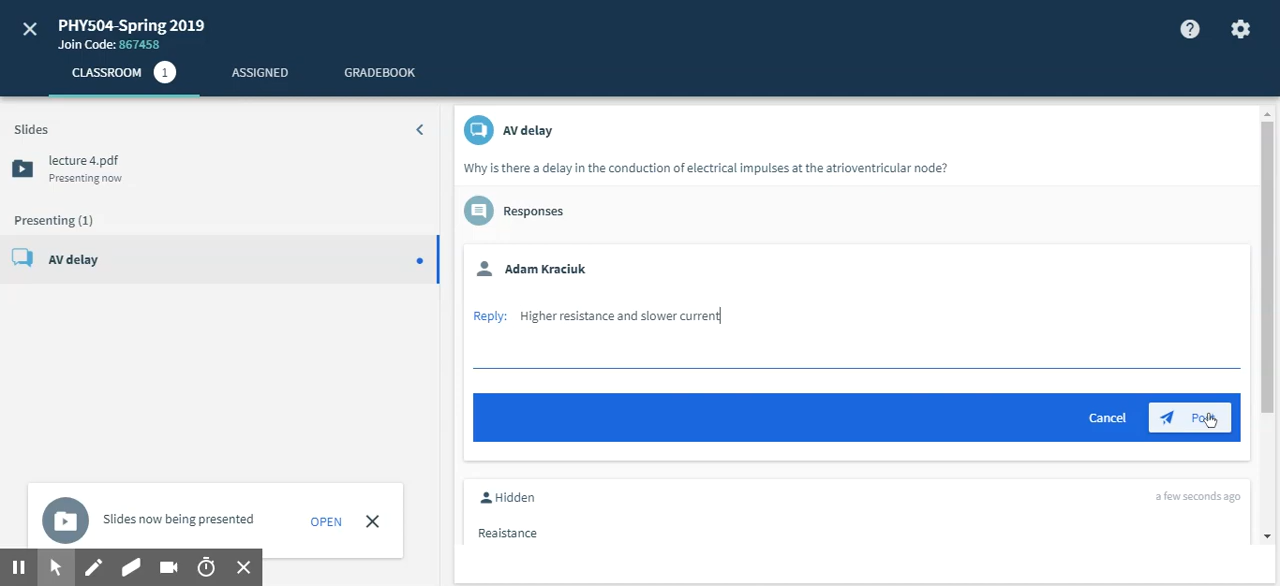 PHY504-Spring 2019
Join Code: 867458
CLASSROOM 1 ASSIGNED GRADEBOOK
Slides
lecture 4.pdf
Presenting now
Presenting (1)
AV delay
Slides now being presented OPEN
AV delay
Why is there a delay in the conduction of electrical impulses at the atrioventricular node?
Responses
Adam Kraciuk
Reply: Higher resistance and slower current
Cancel
Hidden a few seconds ago
Reaistance